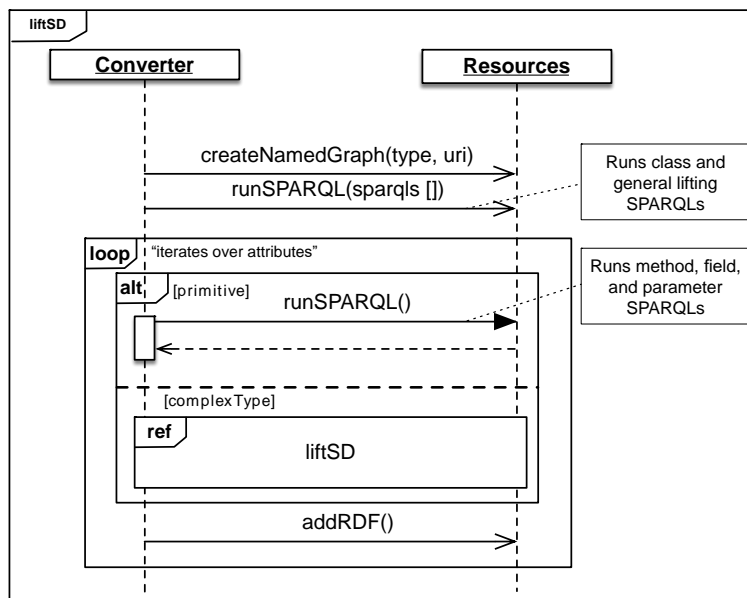 liftSD
Converter
Resources
createNamedGraph(type, uri)
runSPARQL(sparqls [])
Runs class and
general lifting
SPARQLs
loop "iterates over attributes"
alt [primitive]
runSPARQL()
Runs method, field,
and parameter
SPARQLs
[complexType]
ref
liftSD
addRDF()